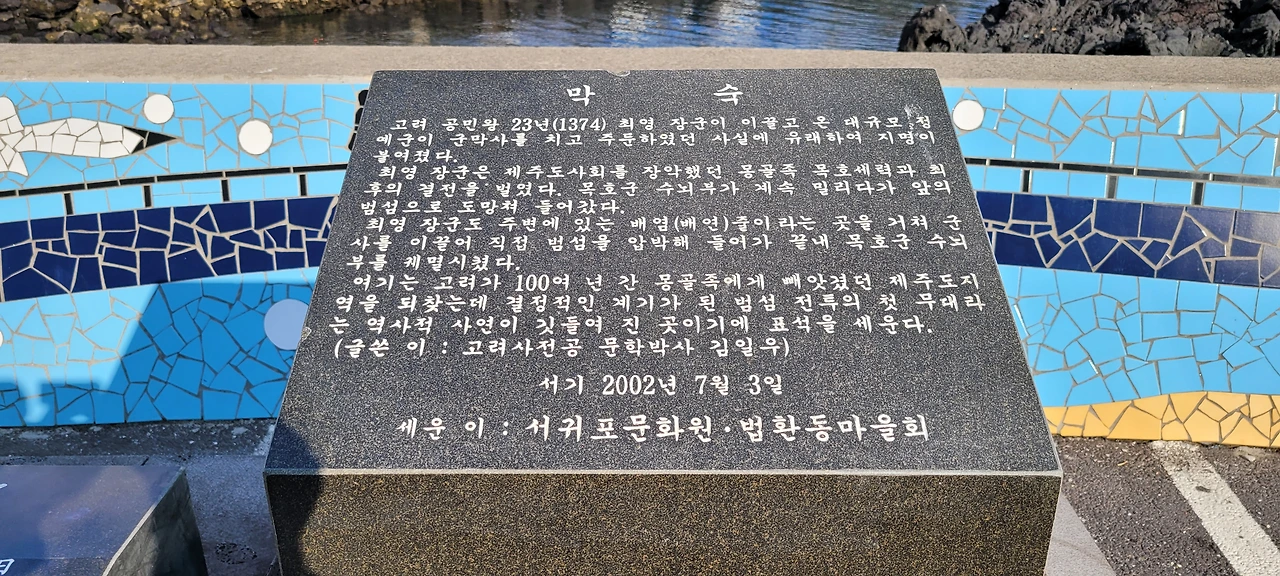 막 숙
고려 공민왕 23년(1374) 최영 장군이 이끌고 온 대규모 정
예군이 군막사를 치고 주둔하였던 사실에 유래하여 지명이
붙여졌다.
최영 장군은 제주도사회를 장악했던 몽골족 목호세력과 최
후의 결전을 벌였다. 목호군 수뇌부가 계속 밀리다가 앞의
범섬으로 도망쳐 들어갔다.
최영 장군도 주변에 있는 배염(배연)줄이라는 곳을 거쳐 군
사를 이끌어 직접 범섬을 압박해 들어가 끝내 목호군 수뇌
부를 궤멸시켰다.
여기는 고려가 100여 년 간 몽골족에게 빼앗겼던 제주도지
역을 되찾는데 결정적인 계기가 된 범섬 전투의 첫 무대라
는 역사적 사연이 깃들여 진 곳이기에 표석을 세운다.
(글쓴 이 : 고려사전공 문학박사 김일우)
서기 2002년 7월 3일
세운 이 : 서귀포문화원·법환동마을회